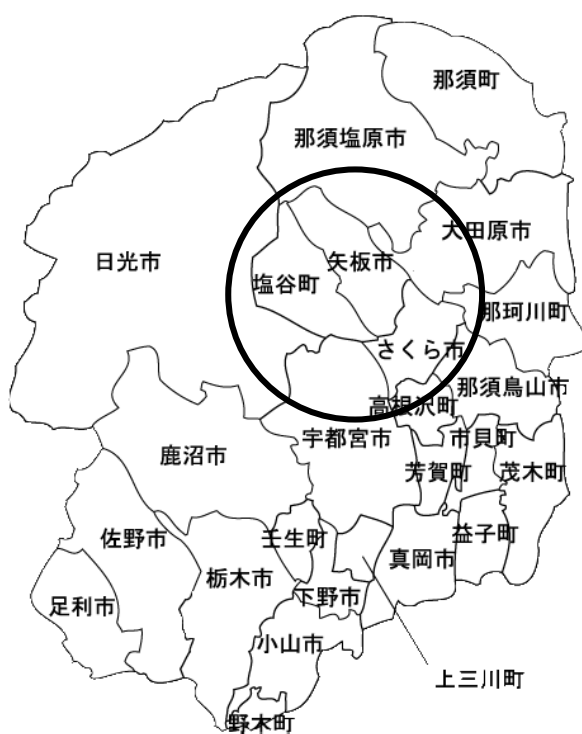 那須町
那須塩原市
大田原市
日光市
矢板市
塩谷町
那珂川町
さくら市
那須烏山市
高根沢町
宇都宮市
市貝町
鹿沼市
芳賀町
茂木町
佐野市
壬生町
益子町
真岡市
栃木市
下野市
足利市
小山市
上三川町
野木町